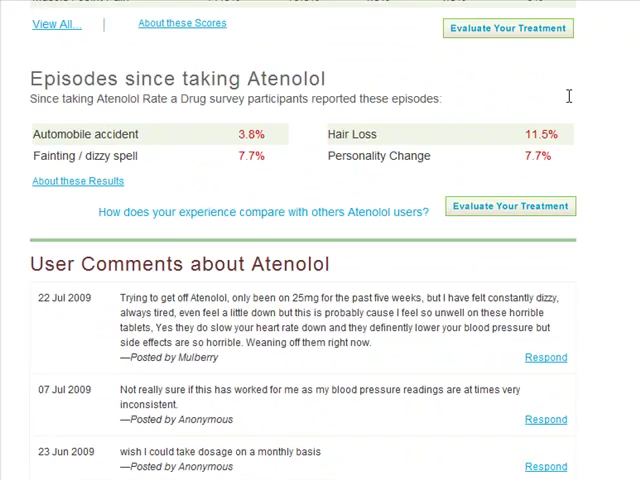 View All... | About these Scores Evaluate Your Treatment
Episodes since taking Atenolol
Since taking Atenolol Rate a Drug survey participants reported these episodes:
Automobile accident 3.8% Hair Loss 11.5%
Fainting / dizzy spell 7.7% Personality Change 7.7%
About these Results
How does your experience compare with others Atenolol users? Evaluate Your Treatment
User Comments about Atenolol
22 Jul 2009 Trying to get off Atenolol, only been on 25mg for the past five weeks, but I have felt constantly dizzy,
always tired, even feel a little down but this is probably cause I feel so unwell on these horrible
tablets, Yes they do slow your heart rate down and they definently lower your blood pressure but
side effects are so horrible. Weaning off them right now.
—Posted by Mulberry Respond
07 Jul 2009 Not really sure if this has worked for me as my blood pressure readings are at times very
inconsistent.
—Posted by Anonymous Respond
23 Jun 2009 wish I could take dosage on a monthly basis
—Posted by Anonymous Respond